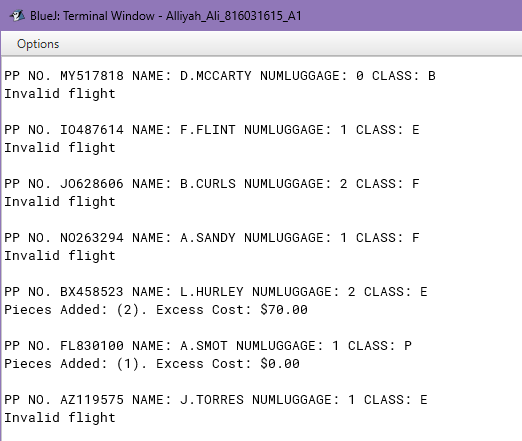 BlueJ: Terminal Window - Alliyah_Ali_816031615_A1
Options
PP NO. MY517818 NAME: D.MCCARTY NUMLUGGAGE: 0 CLASS: B
Invalid flight
PP NO. IO487614 NAME: F.FLINT NUMLUGGAGE: 1 CLASS: E
Invalid flight
PP NO. JO628606 NAME: B.CURLS NUMLUGGAGE: 2 CLASS: F
Invalid flight
PP NO. NO263294 NAME: A.SANDY NUMLUGGAGE: 1 CLASS: F
Invalid flight
PP NO. BX458523 NAME: L.HURLEY NUMLUGGAGE: 2 CLASS: E
Pieces Added: (2). Excess Cost: $70.00
PP NO. FL830100 NAME: A.SMOT NUMLUGGAGE: 1 CLASS: P
Pieces Added: (1). Excess Cost: $0.00
PP NO. AZ119575 NAME: J.TORRES NUMLUGGAGE: 1 CLASS: E
Invalid flight